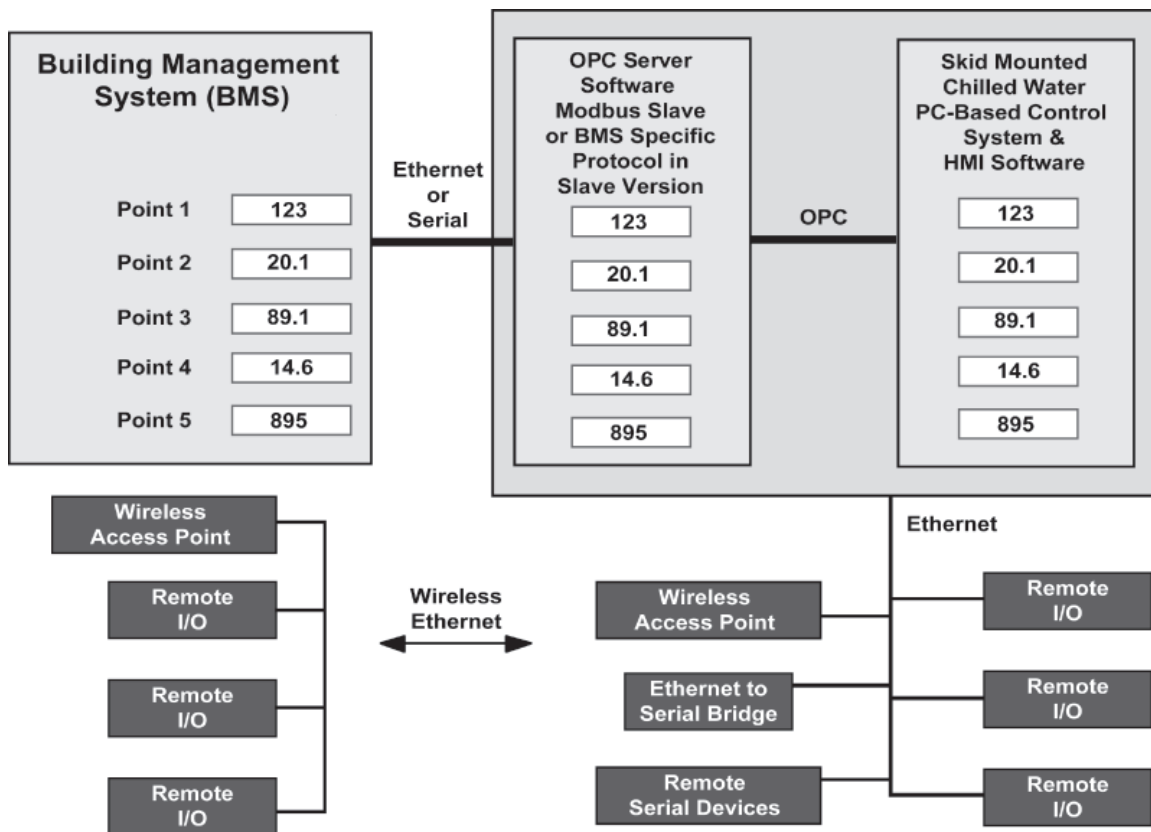 Building Management
System (BMS)
Point 1
123
Point 2
20.1
Point 3
89.1
Point 4
14.6
Point 5
895
Ethernet
or
Serial
OPC Server
Software
Modbus Slave
or BMS Specific
Protocol in
Slave Version
123
20.1
89.1
14.6
895
OPC
Skid Mounted
Chilled Water
PC-Based Control
System &
HMI Software
123
20.1
89.1
14.6
895
Wireless
Access Point
Remote
I/O
Remote
I/O
Remote
I/O
Wireless
Ethernet
Ethernet
Wireless
Access Point
Ethernet to
Serial Bridge
Remote
Serial Devices
Remote
I/O
Remote
I/O
Remote
I/O